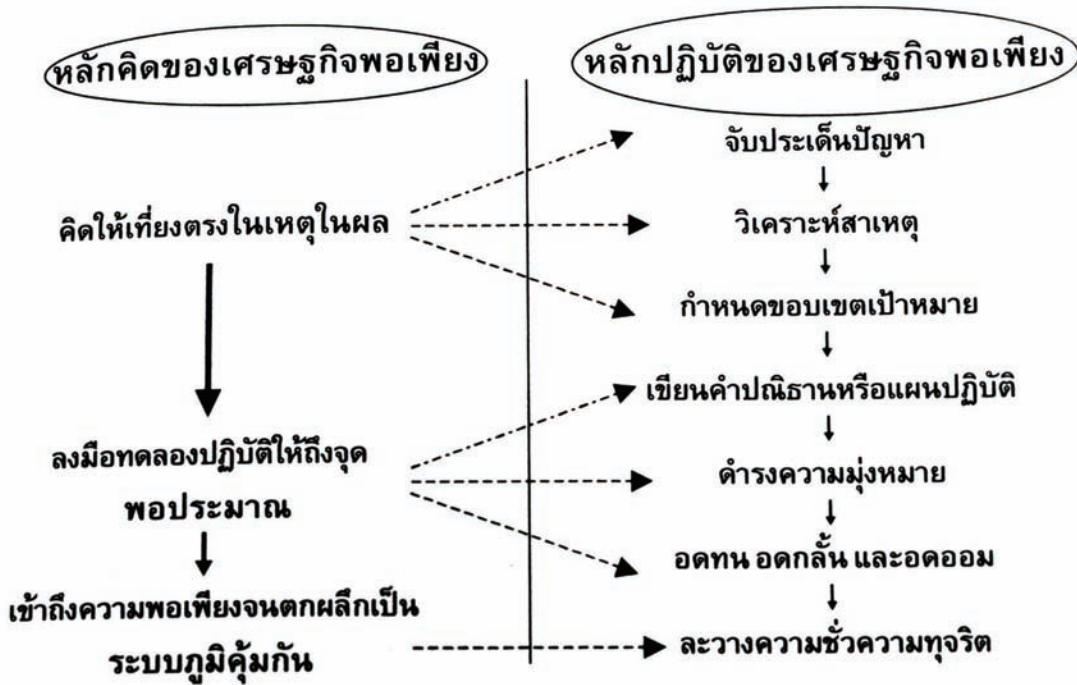 หลักคิดของเศรษฐกิจพอเพียง
คิดให้เที่ยงตรงในเหตุในผล
ลงมือทดลองปฏิบัติให้ถึงจุด
พอประมาณ
เข้าถึงความพอเพียงจนตกผลึกเป็น
ระบบภูมิคุ้มกัน
หลักปฏิบัติของเศรษฐกิจพอเพียง
จับประเด็นปัญหา
วิเคราะห์สาเหตุ
กำหนดขอบเขตเป้าหมาย
เขียนคำปณิธานหรือแผนปฏิบัติ
ดำรงความมุ่งหมาย
อดทน อดกลั้น และอดออม
ละวางความชั่วความทุจริต